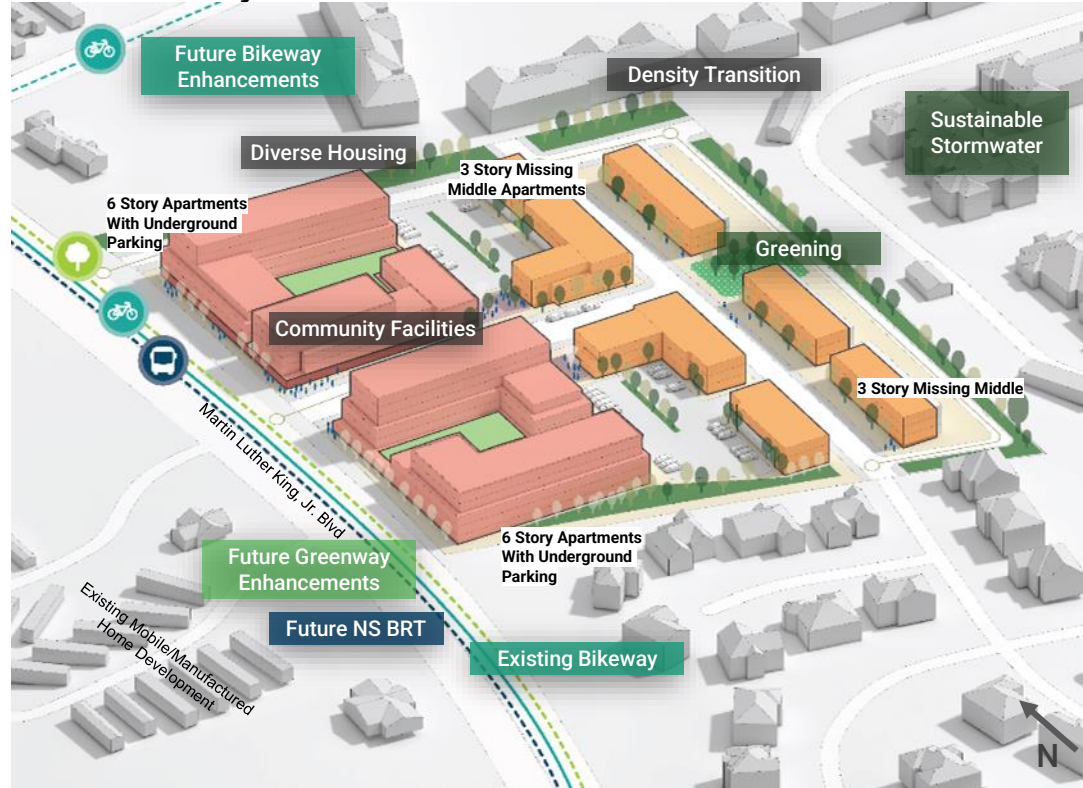 Future Bikeway
Enhancements
Density Transition
Sustainable
Stormwater
Diverse Housing
3 Story Missing
Middle Apartments
6 Story Apartments
With Underground
Parking
Greening
Community Facilities
3 Story Missing Middle
Martin Luther King, Jr. Blvd
6 Story Apartments
With Underground
Parking
Future Greenway
Enhancements
Existing Mobile/Manufactured
Home Development
Future NS BRT
Existing Bikeway
N